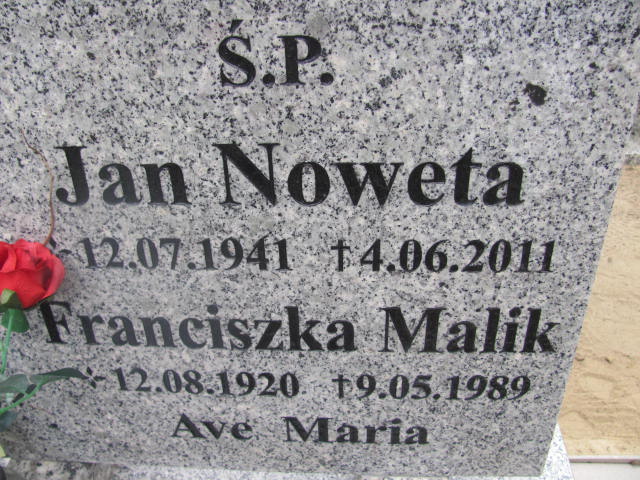 Ś.P.
Jan Noweta
*12.07.1941 †4.06.2011
Franciszka Malik
*12.08.1920 †9.05.1989
Ave Maria